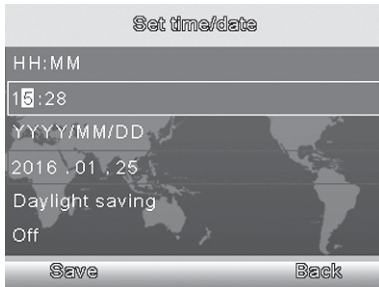 Set time/date
HH:MM
15:28
YYYY/MM/DD
2016 . 01 . 25
Daylight saving
Off
Save Back